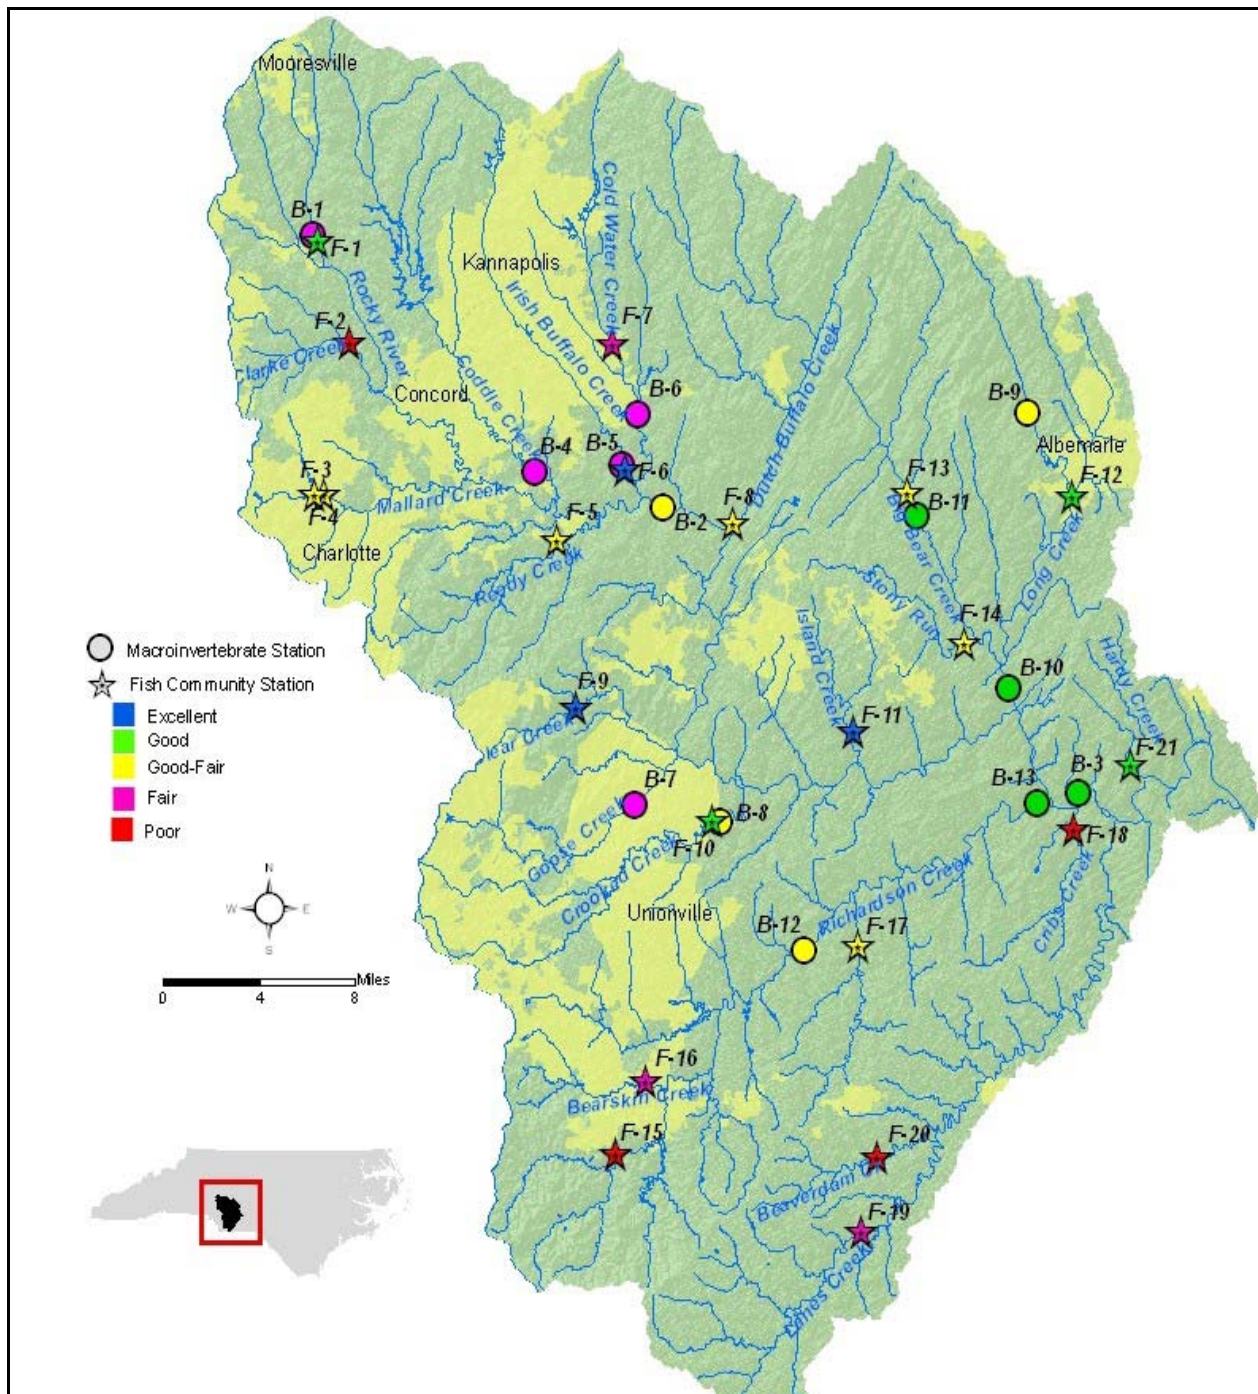 Mooresville
B-1
F-1
Cold Water Creek
Kannapolis
Rocky River
Irish Buffalo Creek
F-2
F-7
Clarke Creek
Coddle Creek
Dutch Buffalo Creek
Concord
B-6
B-9
Albemarle
B-4
B-5
F-6
F-3
F-4
Mallard Creek
F-5
B-2
F-8
F-13
B-11
F-12
Charlotte
Reedy Creek
Big Bear Creek
Long Creek
Stony Run
Island Creek
F-14
Hardy Creek
Macroinvertebrate Station
Fish Community Station
Excellent
Good
Good-Fair
Fair
Poor
F-9
lear Creek
B-10
F-11
F-21
B-7
B-13
B-3
Goose Creek
B-8
F-10
F-18
Crooked Creek
Richardson Creek
Cribs Creek
N
W
E
S
Unionville
B-12
F-17
Miles
0
4
8
F-16
Bearskin Creek
F-15
F-20
Beaverdam Cr
F-19
Lanes Creek